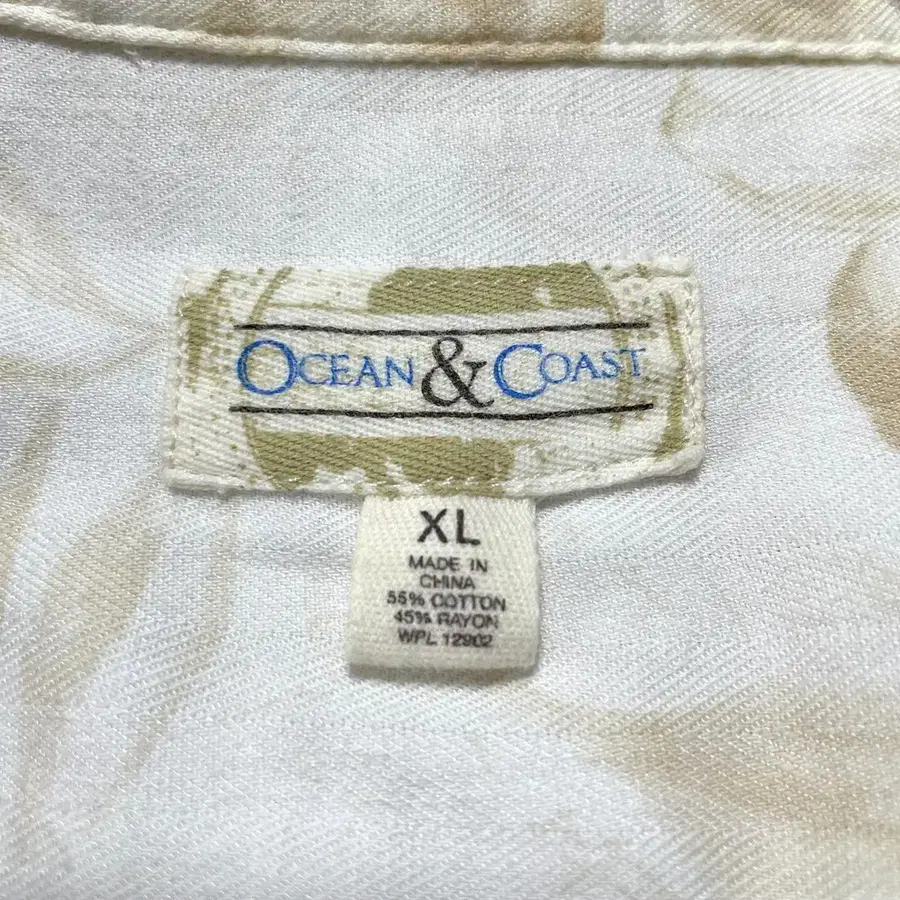 OCEAN & COAST
XL
MADE IN
CHINA
55% COTTON
45% RAYON
WPL 12902